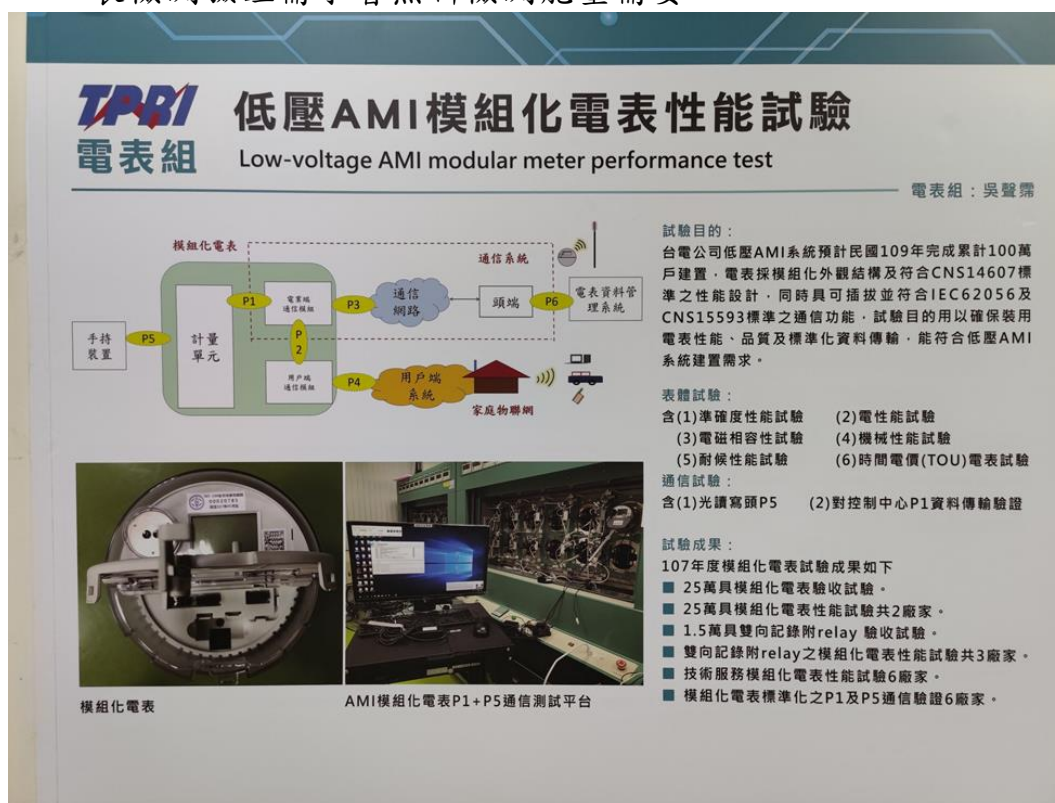 TPRI
電表組
低壓AMI模組化電表性能試驗
Low-voltage AMI modular meter performance test
電表組：吳聲霈
模組化電表
通信系統
手持
裝置
P5
計量
單元
P1
電業端
通信模組
P
2
用戶端
通信模組
P3
通信
網路
頭端
P6
電表資料管
理系統
P4
用戶端
系統
家庭物聯網
試驗目的：
台電公司低壓AMI系統預計民國109年完成累計100萬
戶建置，電表採模組化外觀結構及符合CNS14607標
準之性能設計，同時具可插拔並符合IEC62056及
CNS15593標準之通信功能，試驗目的用以確保裝用
電表性能、品質及標準化資料傳輸，能符合低壓AMI
系統建置需求。
表體試驗：
含(1)準確度性能試驗 (2)電性能試驗
(3)電磁相容性試驗 (4)機械性能試驗
(5)耐候性能試驗 (6)時間電價(TOU)電表試驗
通信試驗：
含(1)光讀寫頭P5 (2)對控制中心P1資料傳輸驗證
試驗成果：
107年度模組化電表試驗成果如下
■ 25萬具模組化電表驗收試驗。
■ 25萬具模組化電表性能試驗共2廠家。
■ 1.5萬具雙向記錄附relay 驗收試驗。
■ 雙向記錄附relay之模組化電表性能試驗共3廠家。
■ 技術服務模組化電表性能試驗6廠家。
■ 模組化電表標準化之P1及P5通信驗證6廠家。
模組化電表
AMI模組化電表P1+P5通信測試平台